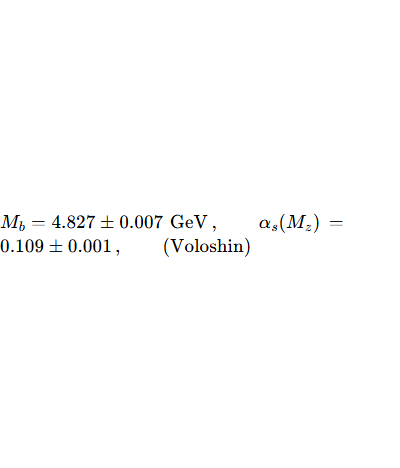 M_b = 4.827 ± 0.007 GeV , α_s(M_z) =
0.109 ± 0.001 , (Voloshin)